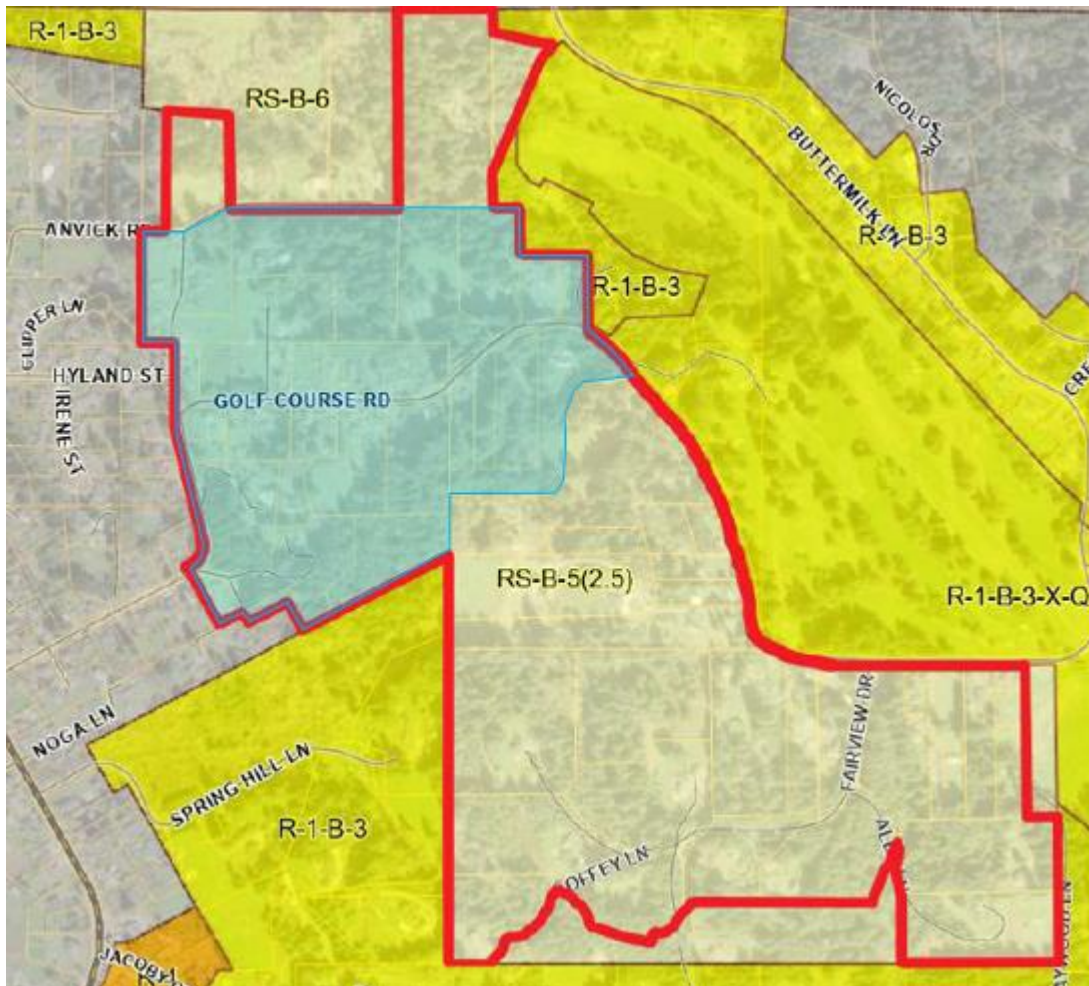 R-1-B-3
RS-B-6
NICOLOS DR
BUTTERMILK LN
ANVICK RD
R-1-B-3
R-1-B-3
CLIPPER LN
HYLAND ST
GOLF COURSE RD
IRENE ST
RS-B-5(2.5)
R-1-B-3-X-Q
NOGA LN
FAIRVIEW DR
SPRING HILL LN
R-1-B-3
OFFEY LN